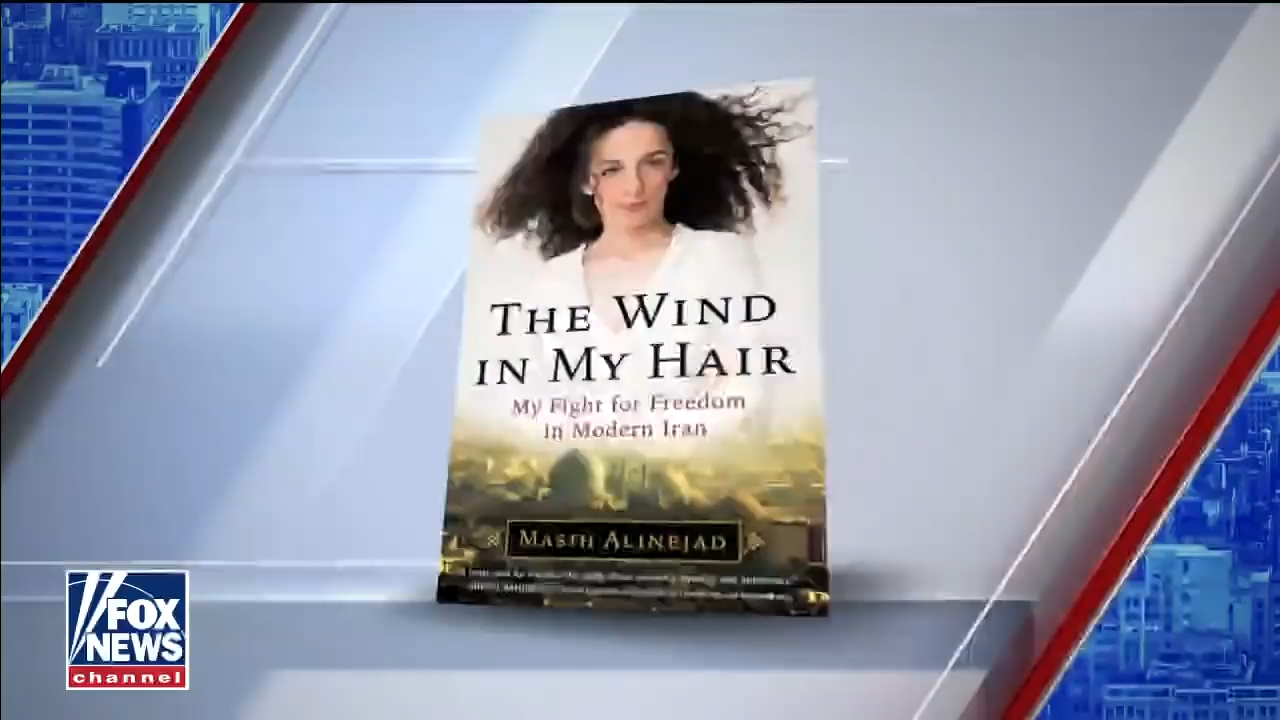 THE WIND
IN MY HAIR
My Fight for Freedom
in Modern Iran
MASIH ALINEJAD
FOX
NEWS
channel